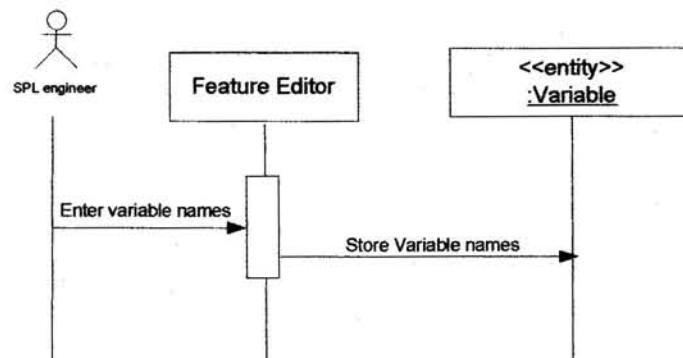 SPL engineer
Feature Editor
<<entity>>
:Variable
Enter variable names
Store Variable names